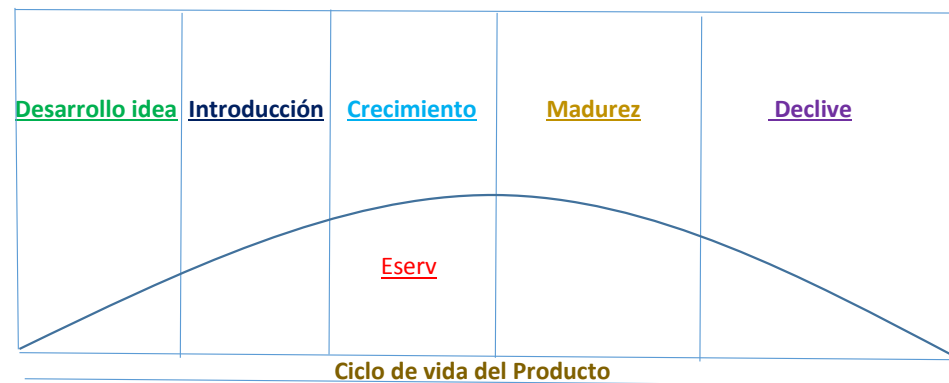 Desarrollo idea Introducción Crecimiento Madurez Declive
Eserv
Ciclo de vida del Producto